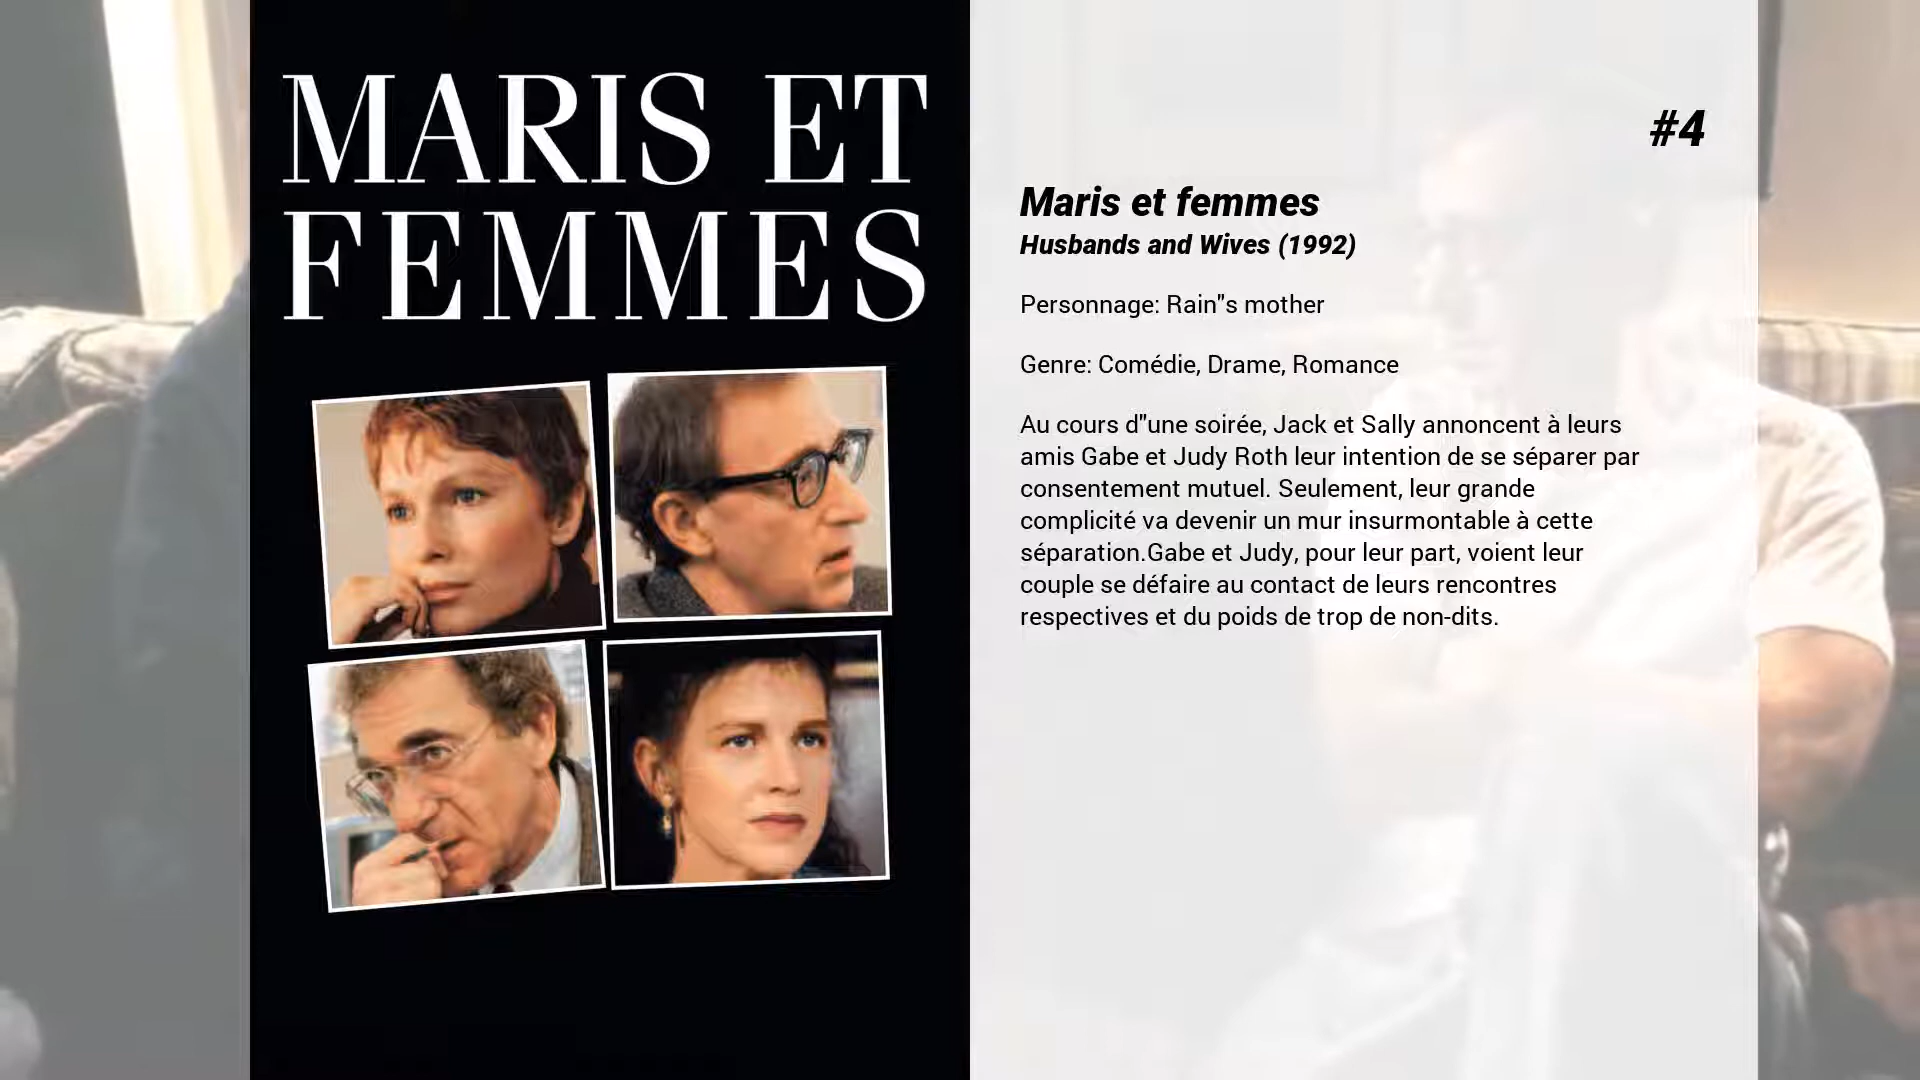 MARIS ET
FEMMES
#4
Maris et femmes
Husbands and Wives (1992)
Personnage: Rain"s mother
Genre: Comédie, Drame, Romance
Au cours d"une soirée, Jack et Sally annoncent à leurs
amis Gabe et Judy Roth leur intention de se séparer par
consentement mutuel. Seulement, leur grande
complicité va devenir un mur insurmontable à cette
séparation.Gabe et Judy, pour leur part, voient leur
couple se défaire au contact de leurs rencontres
respectives et du poids de trop de non-dits.